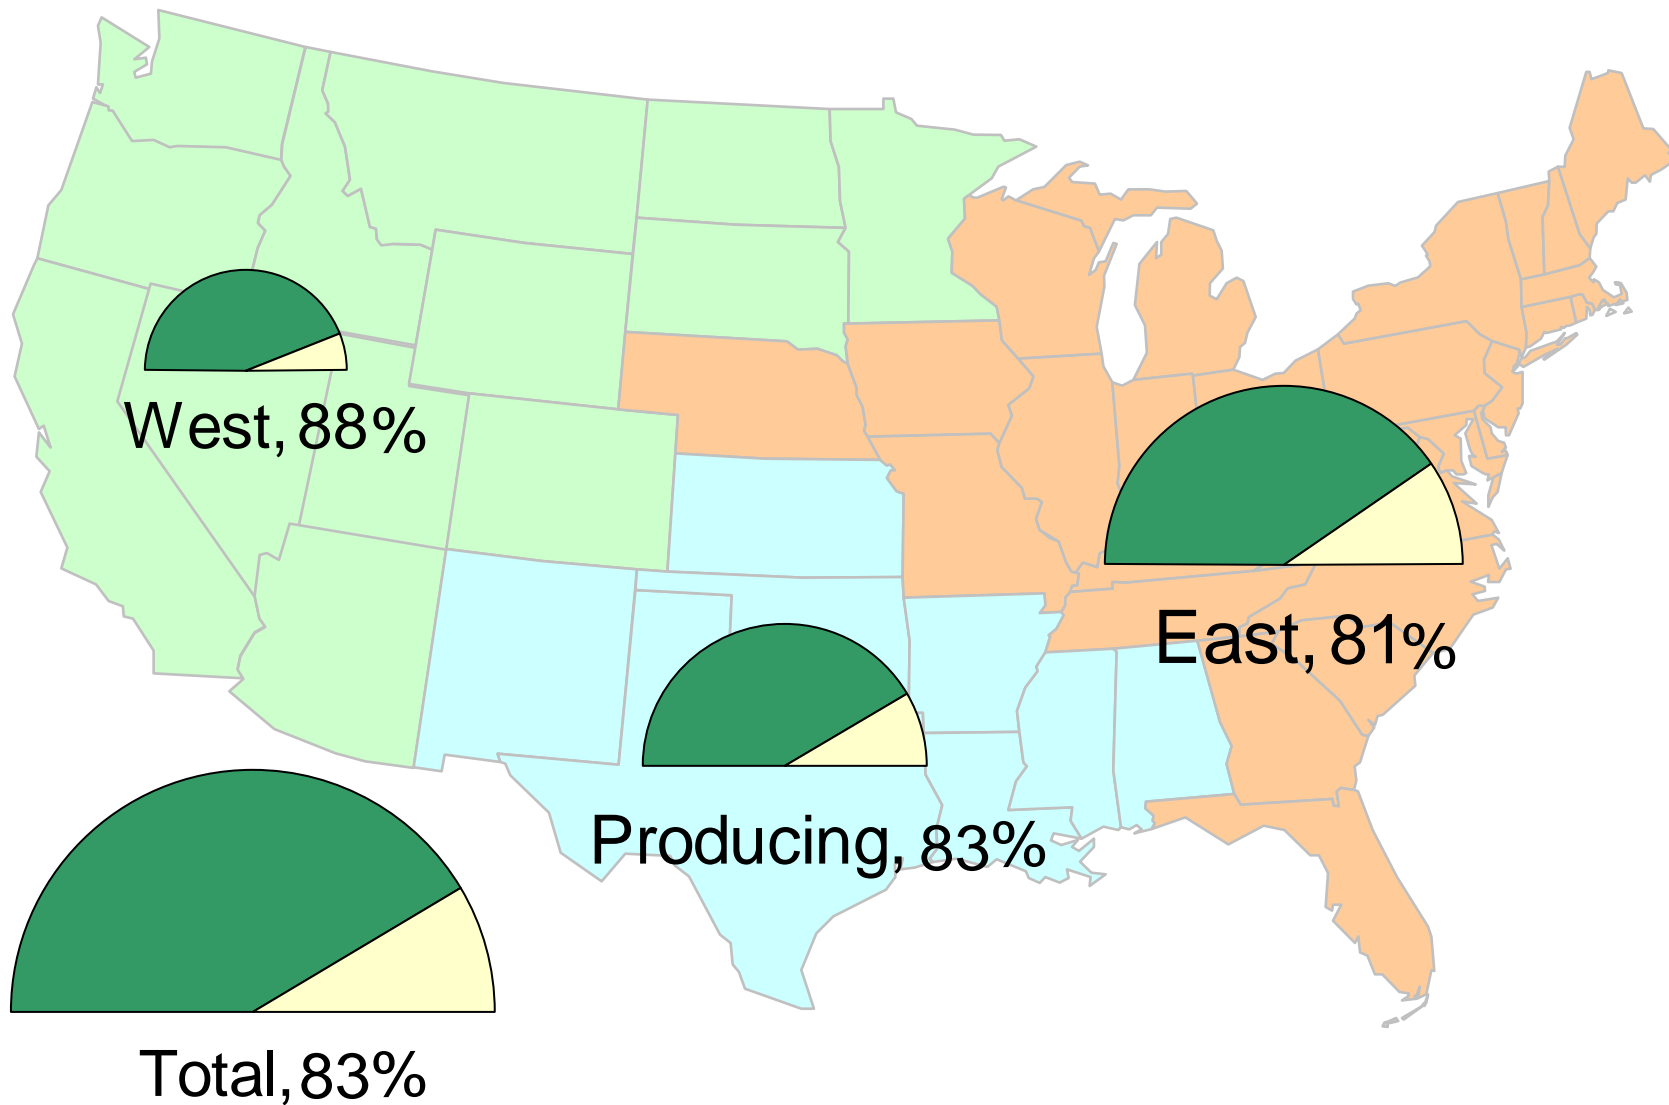 West, 88%
East, 81%
Producing, 83%
Total, 83%